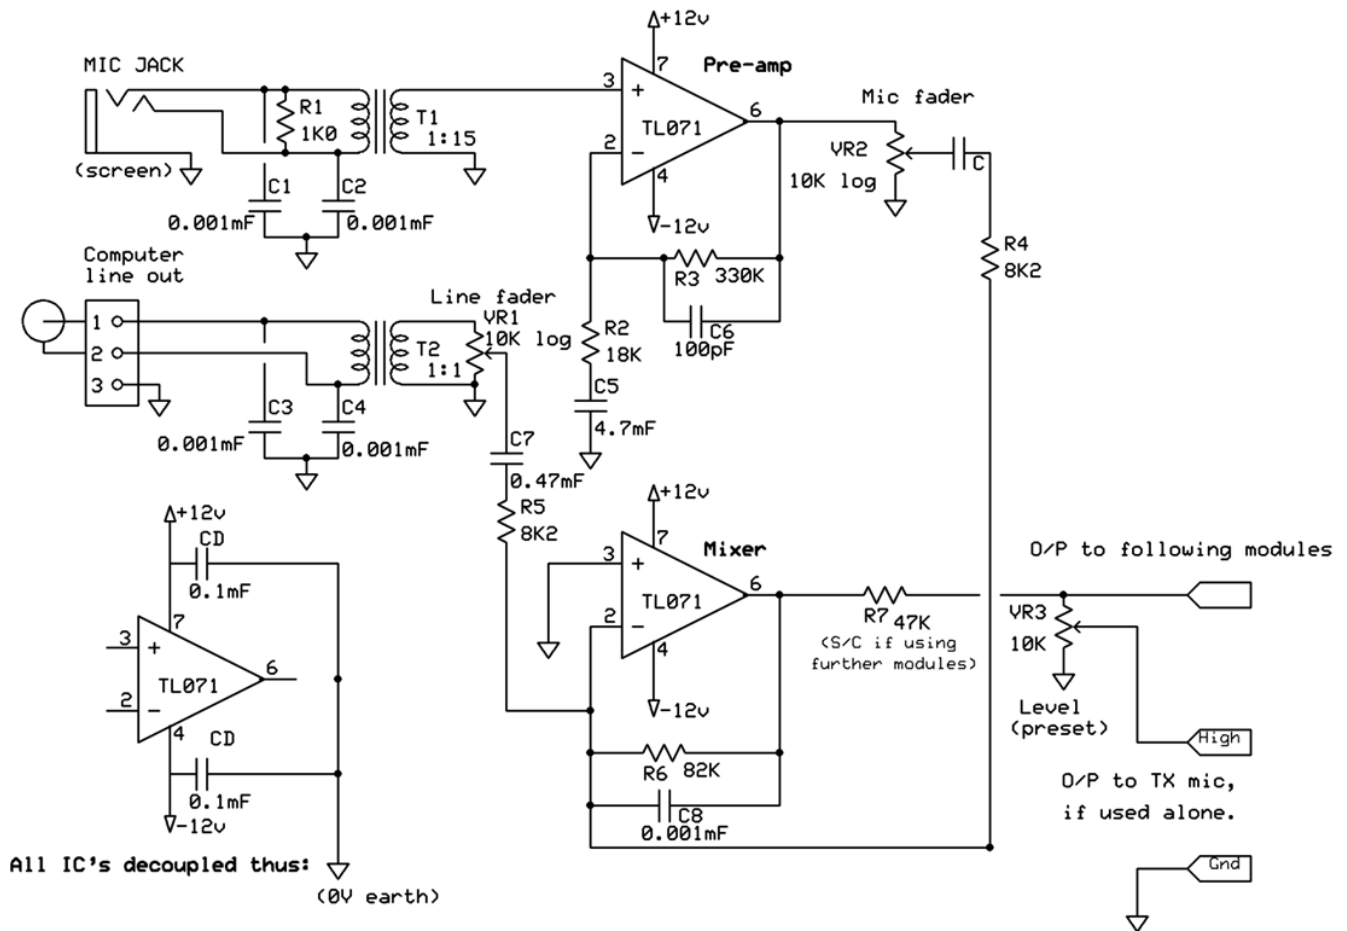 +12v
MIC JACK
7
Pre-amp
3
+
6
Mic fader
R1
1K0
T1
1:15
TL071
2
−
VR2
10K log
C
(screen)
4
C1
C2
0.001mF
0.001mF
-12v
R4
8K2
Computer
line out
R3
330K
Line fader
VR1
10K log
1
2
3
T2
1:1
R2
18K
C6
100pF
C5
4.7mF
C3
C4
0.001mF
0.001mF
C7
0.47mF
R5
8K2
+12v
+12v
CD
0.1mF
7
Mixer
3
+
6
TL071
2
−
4
-12v
O/P to following modules
R7
47K
(S/C if using
further modules)
VR3
10K
Level
(preset)
7
3
+
6
TL071
2
−
4
CD
0.1mF
-12v
R6
82K
C8
0.001mF
High
O/P to TX mic,
if used alone.
Gnd
All IC's decoupled thus:
(0V earth)